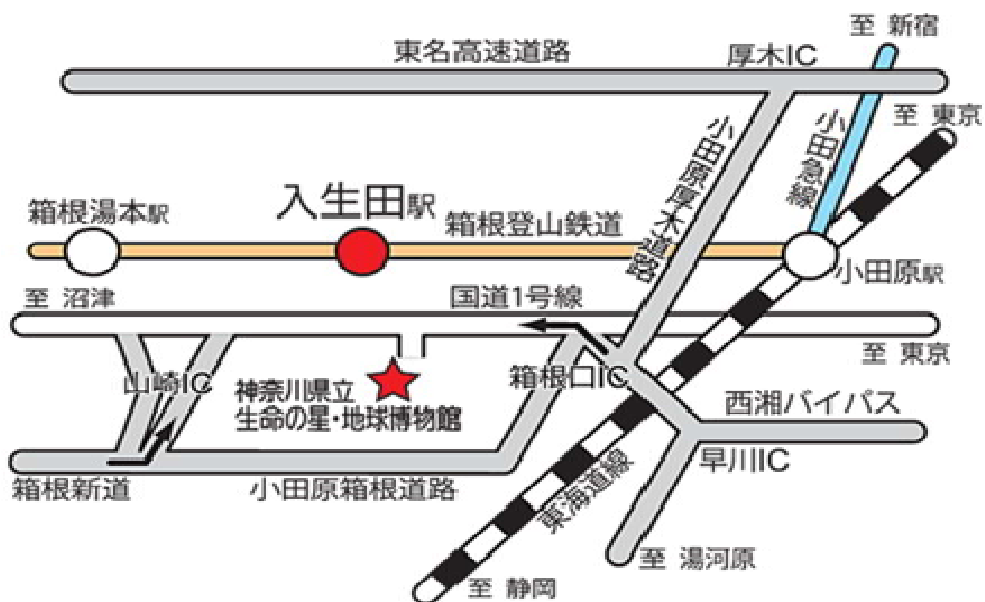 至 新宿
東名高速道路
厚木IC
至 東京
小田原厚木道路
小田急線
箱根湯本駅
入生田駅
箱根登山鉄道
小田原駅
至 沼津
国道1号線
至 東京
山崎IC
神奈川県立
生命の星・地球博物館
箱根口IC
西湘バイパス
早川IC
箱根新道
小田原箱根道路
東海道線
至 湯河原
至 静岡